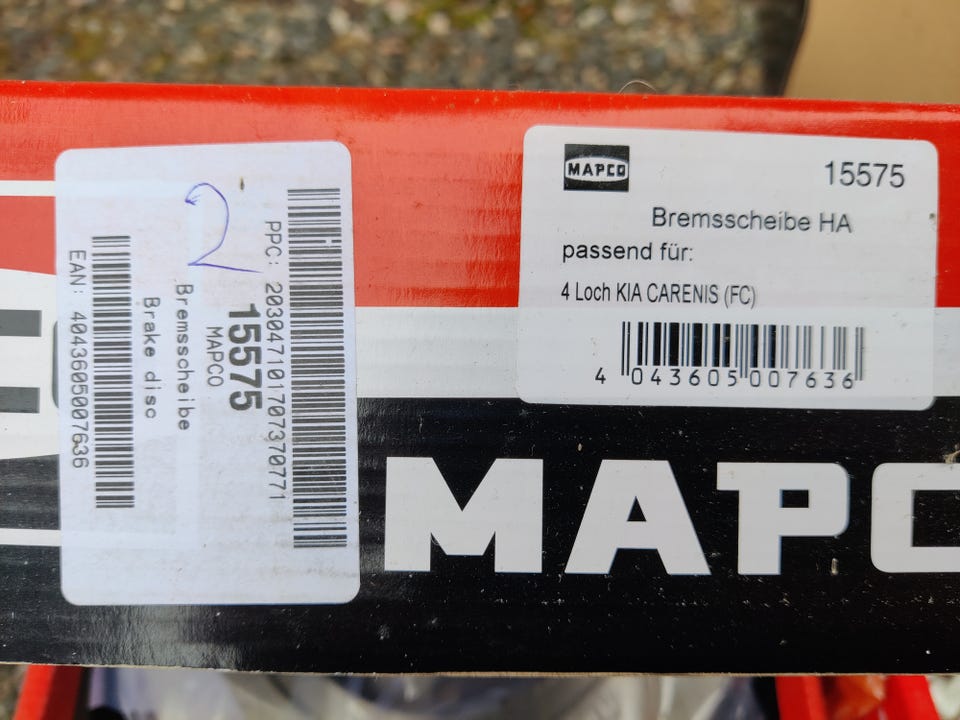 PPC: 203047101707370771
15575
MAPCO
Bremsscheibe
Brake disc
EAN: 4043605007636
2
MAPCO
15575
Bremsscheibe HA
passend für:
4 Loch KIA CARENIS (FC)
4 043605 007636
MAPC